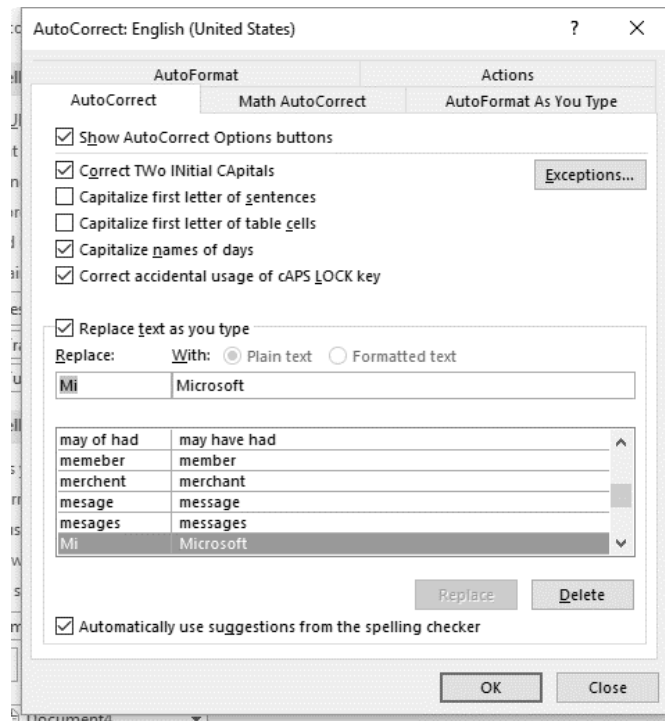 AutoCorrect: English (United States) ? ×
AutoFormat Actions
AutoCorrect Math AutoCorrect AutoFormat As You Type
Show AutoCorrect Options buttons
Correct TWo INitial CApitals
Exceptions...
Capitalize first letter of sentences
Capitalize first letter of table cells
Capitalize names of days
Correct accidental usage of cAPS LOCK key
Replace text as you type
Replace: With: Plain text Formatted text
Mi Microsoft
may of had may have had
memeber member
merchent merchant
mesage message
mesages messages
Mi Microsoft
Replace Delete
Automatically use suggestions from the spelling checker
OK Close
Document4